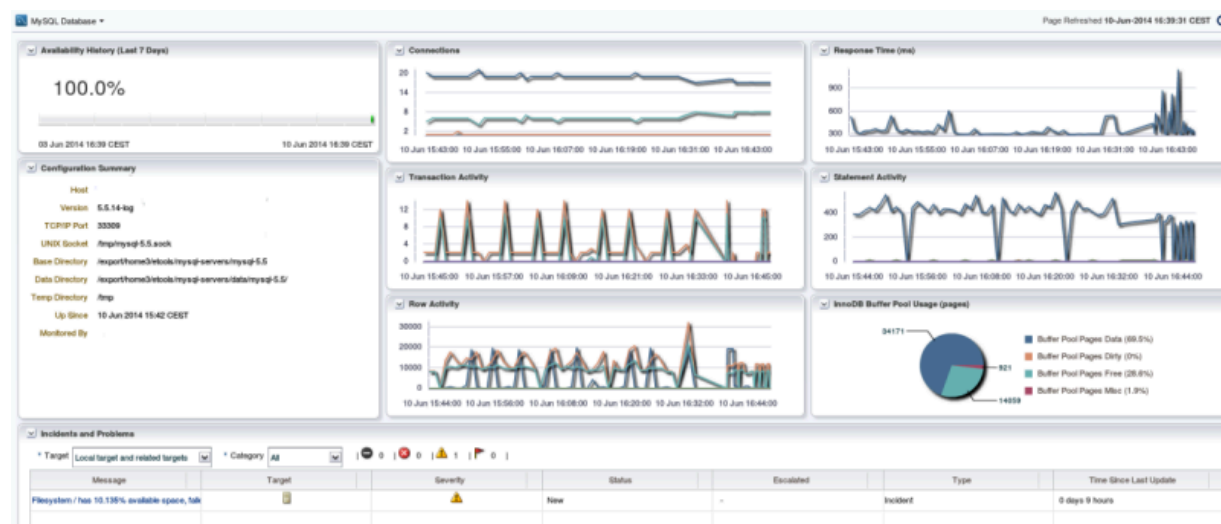 MySQL Database
Page Refreshed 10-Jun-2014 16:39:31 CEST
Availability History (Last 7 Days)
100.0%
03 Jun 2014 16:39 CEST 10 Jun 2014 16:39 CEST
Configuration Summary
Host
Version 5.5.14-log
TCP/IP Port 33309
UNIX Socket /tmp/mysql-5.5.sock
Base Directory /export/home3/etools/mysql-servers/mysql-5.5
Data Directory /export/home3/etools/mysql-servers/data/mysql-5.5/
Temp Directory /tmp
Up Since 10 Jun 2014 15:42 CEST
Monitored By
Connections
20
14
8
2
10 Jun 15:43:00 10 Jun 15:55:00 10 Jun 16:07:00 10 Jun 16:19:00 10 Jun 16:31:00 10 Jun 16:43:00
Response Time (ms)
900
600
300
10 Jun 15:43:00 10 Jun 15:55:00 10 Jun 16:07:00 10 Jun 16:19:00 10 Jun 16:31:00 10 Jun 16:43:00
Transaction Activity
12
8
4
0
10 Jun 15:45:00 10 Jun 15:57:00 10 Jun 16:09:00 10 Jun 16:21:00 10 Jun 16:33:00 10 Jun 16:45:00
Statement Activity
400
200
0
10 Jun 15:44:00 10 Jun 15:56:00 10 Jun 16:08:00 10 Jun 16:20:00 10 Jun 16:32:00 10 Jun 16:44:00
Row Activity
30000
20000
10000
0
10 Jun 15:44:00 10 Jun 15:56:00 10 Jun 16:08:00 10 Jun 16:20:00 10 Jun 16:32:00 10 Jun 16:44:00
InnoDB Buffer Pool Usage (pages)
34171
921
14059
Buffer Pool Pages Data (69.5%)
Buffer Pool Pages Dirty (0%)
Buffer Pool Pages Free (28.6%)
Buffer Pool Pages Misc (1.9%)
Incidents and Problems
* Target Local target and related targets * Category All | 0 | 0 | 1 | 0 |
Message Target Severity Status Escalated Type Time Since Last Update
Filesystem / has 10.136% available space, New - Incident 0 days 9 hours